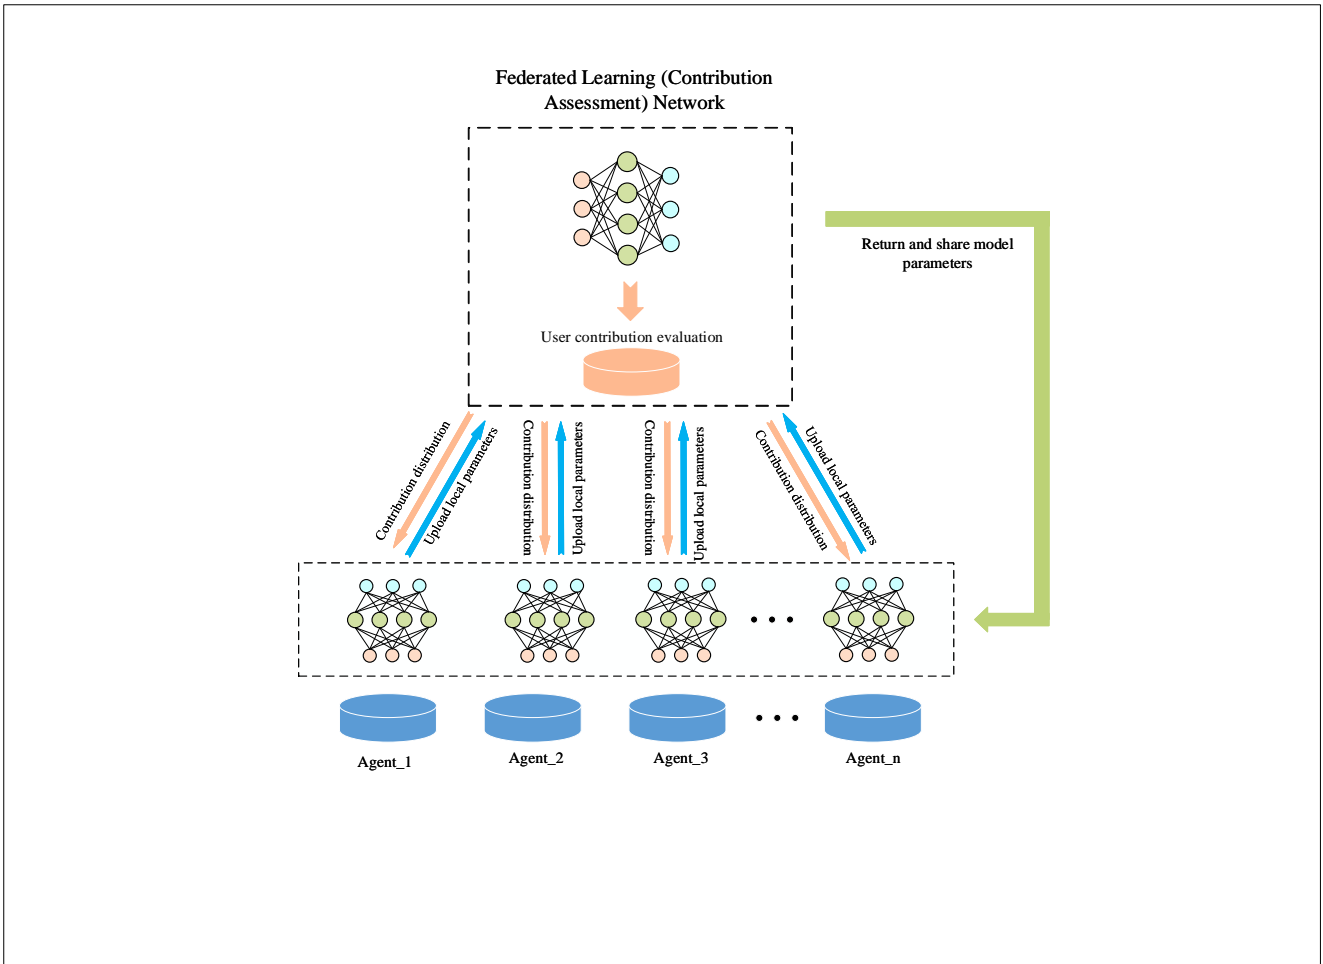 Federated Learning (Contribution
Assessment) Network
Return and share model
parameters
User contribution evaluation
Contribution distribution
Upload local parameters
Contribution distribution
Upload local parameters
Contribution distribution
Upload local parameters
Contribution distribution
Upload local parameters
Agent_1
Agent_2
Agent_3
Agent_n